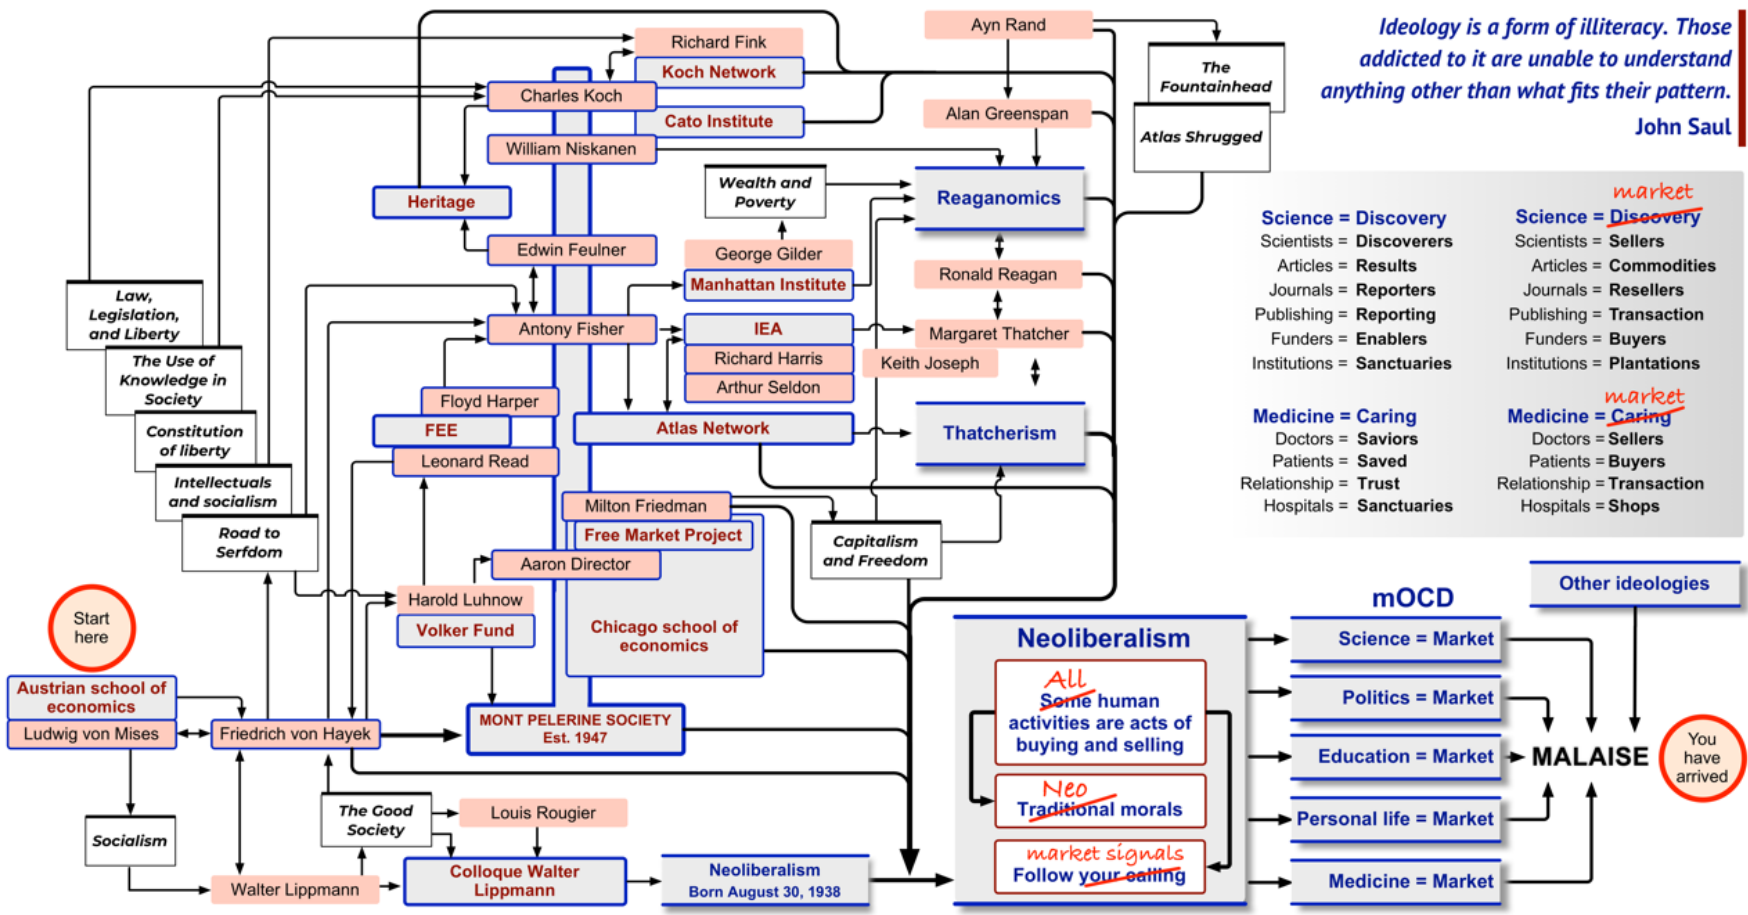 Ideology is a form of illiteracy. Those
addicted to it are unable to understand
anything other than what fits their pattern.
John Saul
Ayn Rand
Richard Fink
Koch Network
The
Fountainhead
Charles Koch
Cato Institute
Alan Greenspan
Atlas Shrugged
William Niskanen
Wealth and
Poverty
Heritage
Reaganomics
Edwin Feulner
George Gilder
Manhattan Institute
Ronald Reagan
Law,
Legislation,
and Liberty
Antony Fisher
IEA
Richard Harris
Arthur Seldon
Margaret Thatcher
Keith Joseph
The Use of
Knowledge in
Society
Floyd Harper
FEE
Leonard Read
Atlas Network
Thatcherism
Constitution
of liberty
Intellectuals
and socialism
Road to
Serfdom
Milton Friedman
Free Market Project
Aaron Director
Capitalism
and Freedom
Harold Luhnow
Volker Fund
Chicago school of
economics
Start
here
Austrian school of
economics
Ludwig von Mises
Friedrich von Hayek
MONT PELERINE SOCIETY
Est. 1947
The Good
Society
Louis Rougier
Socialism
Walter Lippmann
Colloque Walter
Lippmann
Neoliberalism
Born August 30, 1938
market
Science = Discovery
Scientists = Discoverers
Articles = Results
Journals = Reporters
Publishing = Reporting
Funders = Enablers
Institutions = Sanctuaries
Science = Discovery
Scientists = Sellers
Articles = Commodities
Journals = Resellers
Publishing = Transaction
Funders = Buyers
Institutions = Plantations
market
Medicine = Caring
Doctors = Saviors
Patients = Saved
Relationship = Trust
Hospitals = Sanctuaries
Medicine = Caring
Doctors = Sellers
Patients = Buyers
Relationship = Transaction
Hospitals = Shops
Neoliberalism
All
Some human
activities are acts of
buying and selling
Neo
Traditional morals
market signals
Follow your calling
mOCD
Science = Market
Politics = Market
Education = Market
Personal life = Market
Medicine = Market
Other ideologies
MALAISE
You
have
arrived